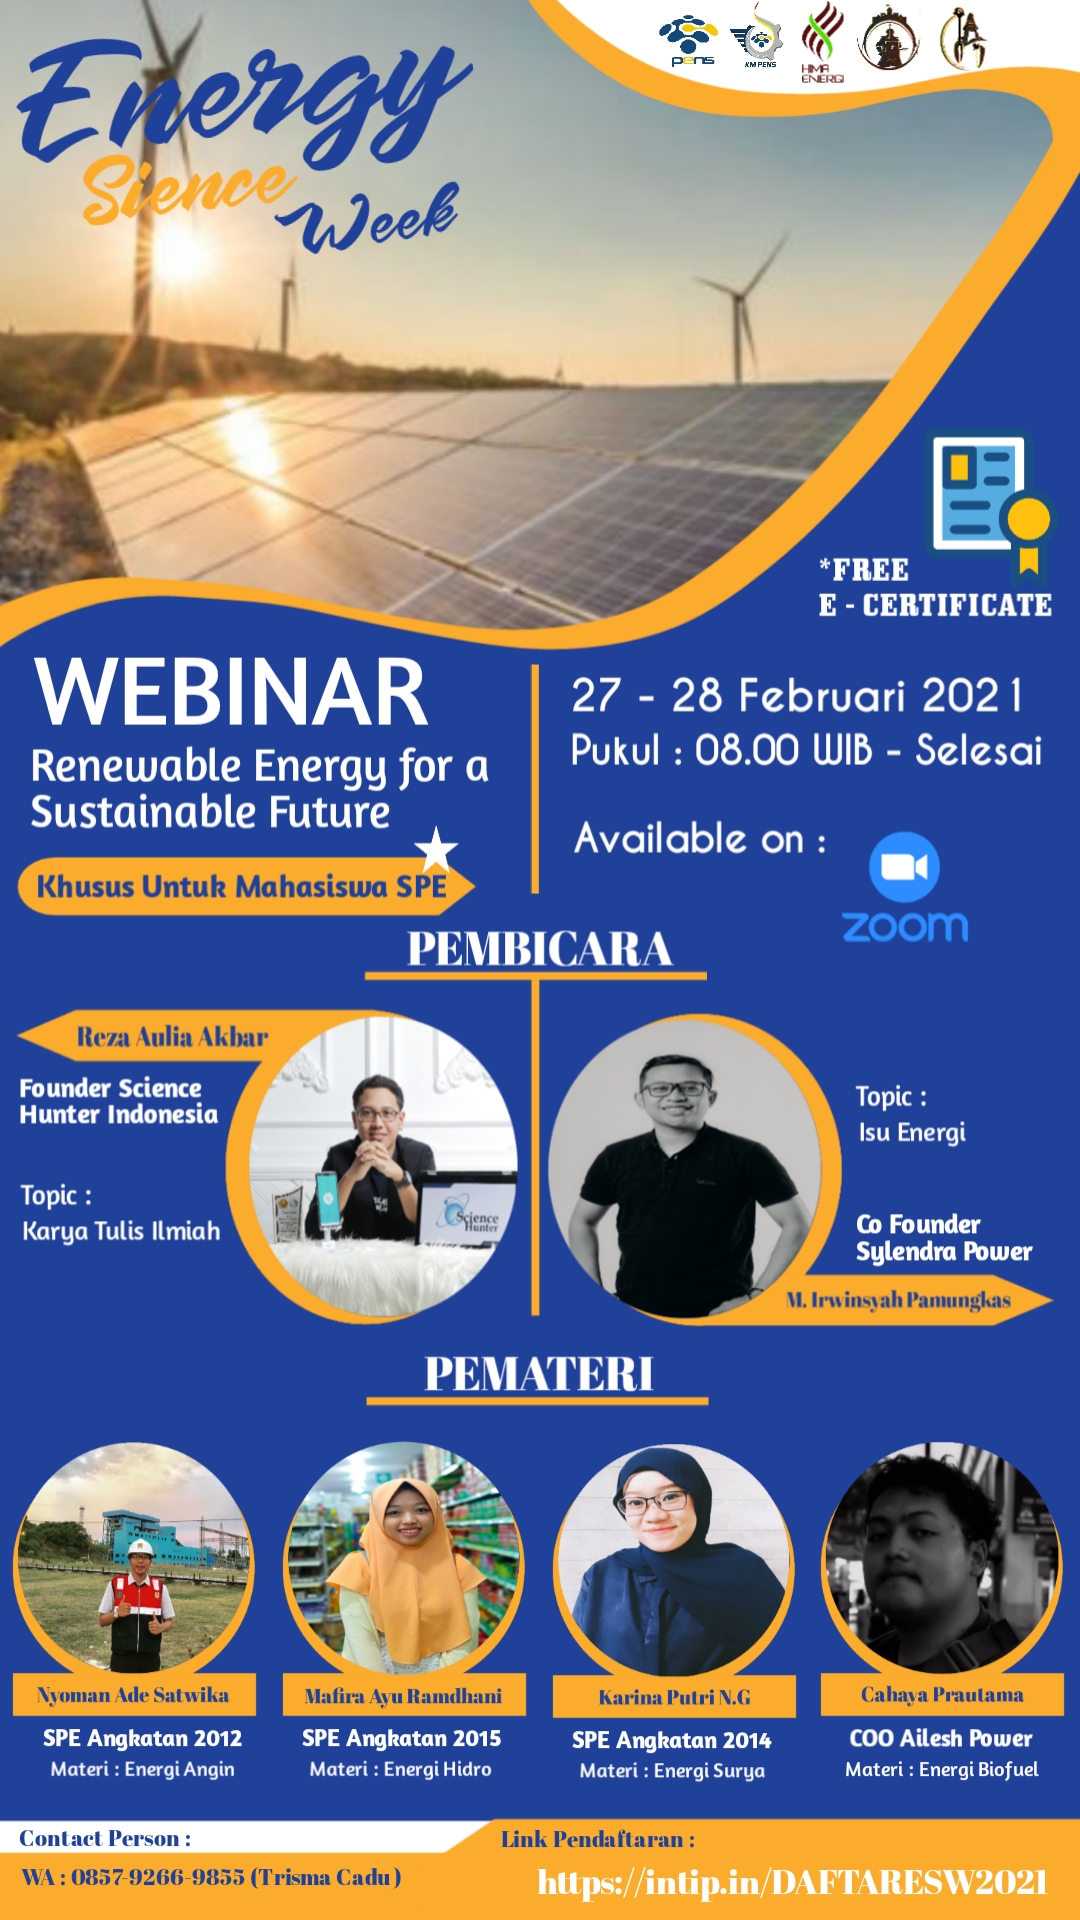 pens
KM PENS
HIMA
ENERGI
Energy
Sience
Week
*FREE
E - CERTIFICATE
WEBINAR
Renewable Energy for a
Sustainable Future
Khusus Untuk Mahasiswa SPE
27 - 28 Februari 2021
Pukul : 08.00 WIB - Selesai
Available on :
zoom
PEMBICARA
Reza Aulia Akbar
Founder Science
Hunter Indonesia
Topic :
Karya Tulis Ilmiah
Science
Hunter
Topic :
Isu Energi
Co Founder
Sylendra Power
M. Irwinsyah Pamungkas
PEMATERI
Nyoman Ade Satwika
SPE Angkatan 2012
Materi : Energi Angin
Mafira Ayu Ramdhani
SPE Angkatan 2015
Materi : Energi Hidro
Karina Putri N.G
SPE Angkatan 2014
Materi : Energi Surya
Cahaya Prautama
COO Ailesh Power
Materi : Energi Biofuel
Contact Person :
WA : 0857-9266-9855 (Trisma Cadu)
Link Pendaftaran :
https://intip.in/DAFTARESW2021